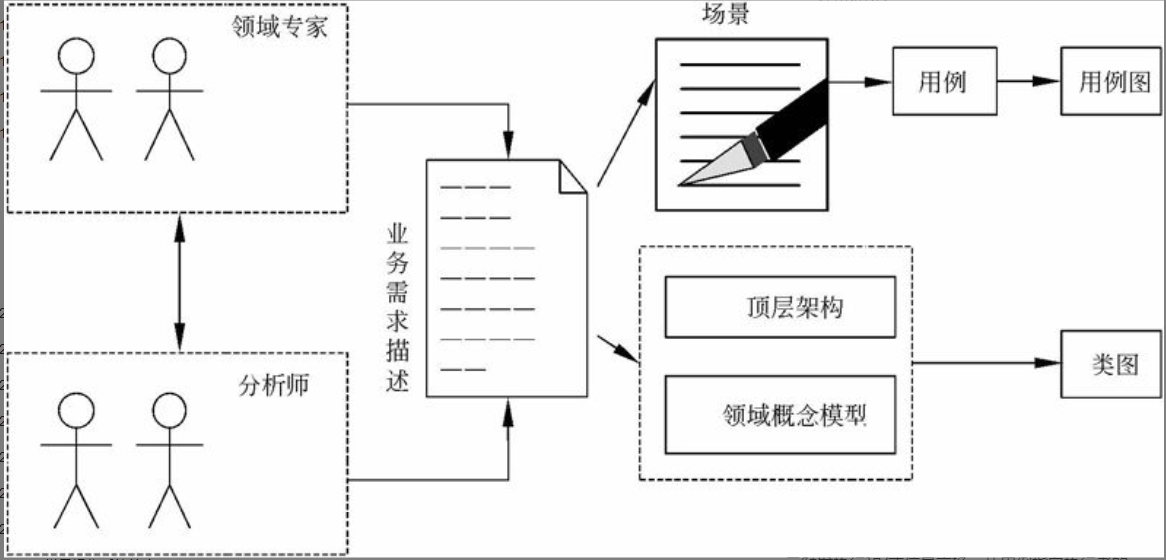 领域专家
场景
用例
用例图
业务需求描述
顶层架构
领域概念模型
类图
分析师